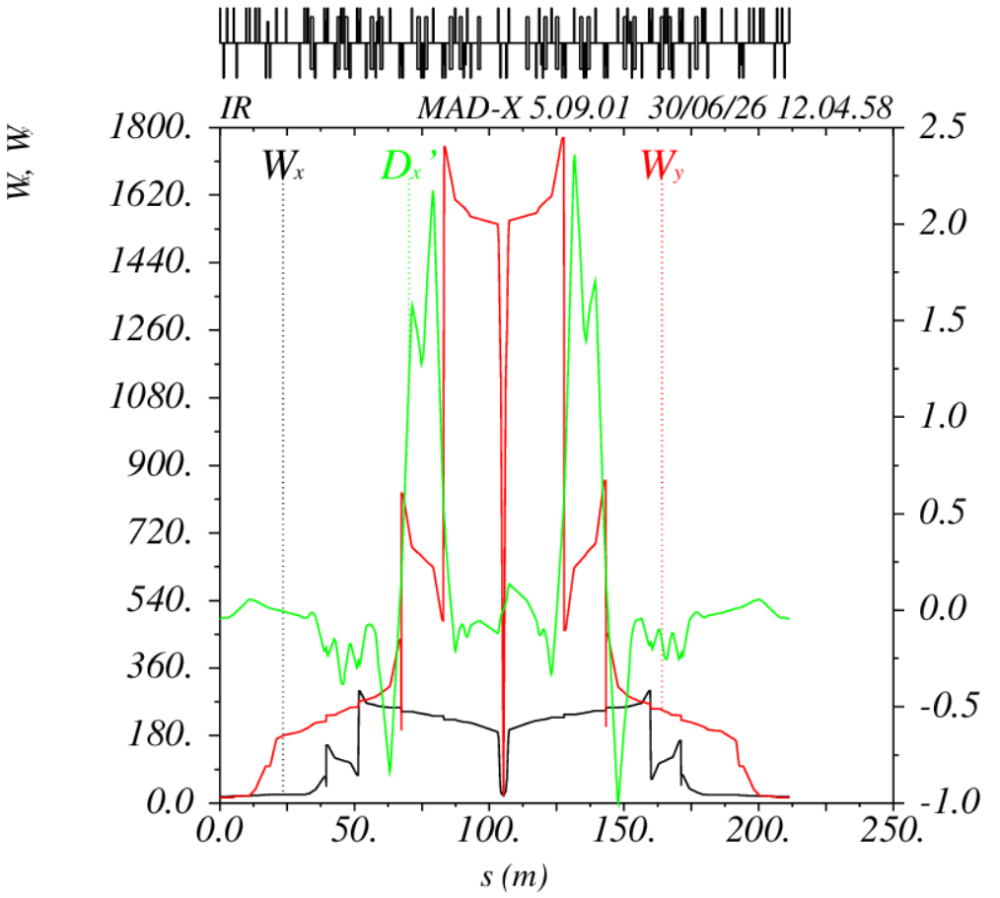 IR MAD-X 5.09.01 30/06/26 12.04.58
Wx, Wy
1800. 2.5
Wx Dx’ Wy
1620. 2.0
1440.
1260. 1.5
1080. 1.0
900.
720. 0.5
540. 0.0
360.
180. -0.5
0.0 -1.0
0.0 50. 100. 150. 200. 250.
s (m)